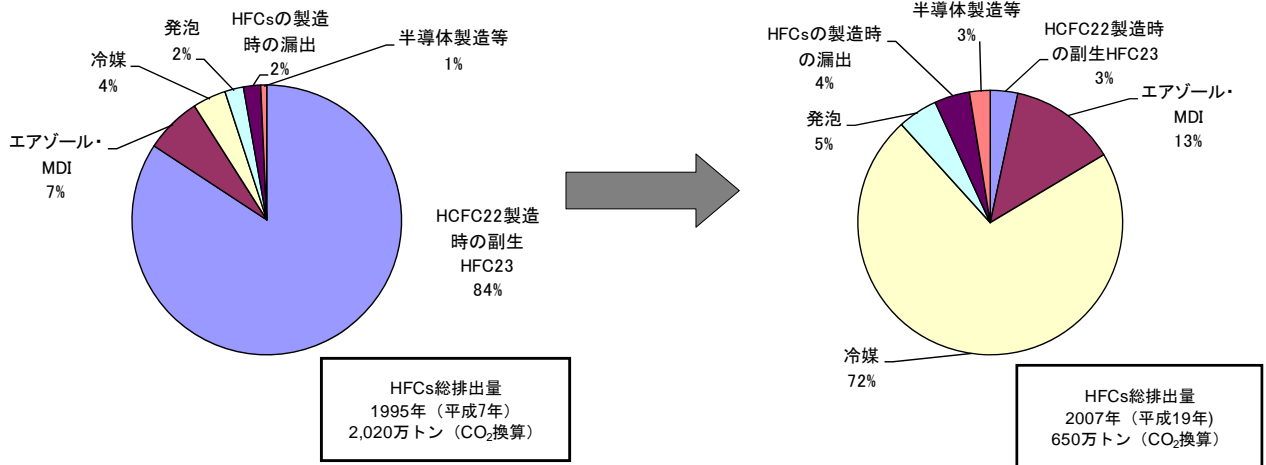 発泡
2%
HFCsの製造
時の漏出
2%
半導体製造等
1%
冷媒
4%
エアゾール・
MDI
7%
HCFC22製造
時の副生
HFC23
84%
HFCs総排出量
1995年（平成7年）
2,020万トン（CO₂換算）
半導体製造等
3%
HFCsの製造時
の漏出
4%
HCFC22製造時
の副生HFC23
3%
エアゾール・
MDI
13%
発泡
5%
冷媒
72%
HFCs総排出量
2007年（平成19年)
650万トン（CO₂換算）